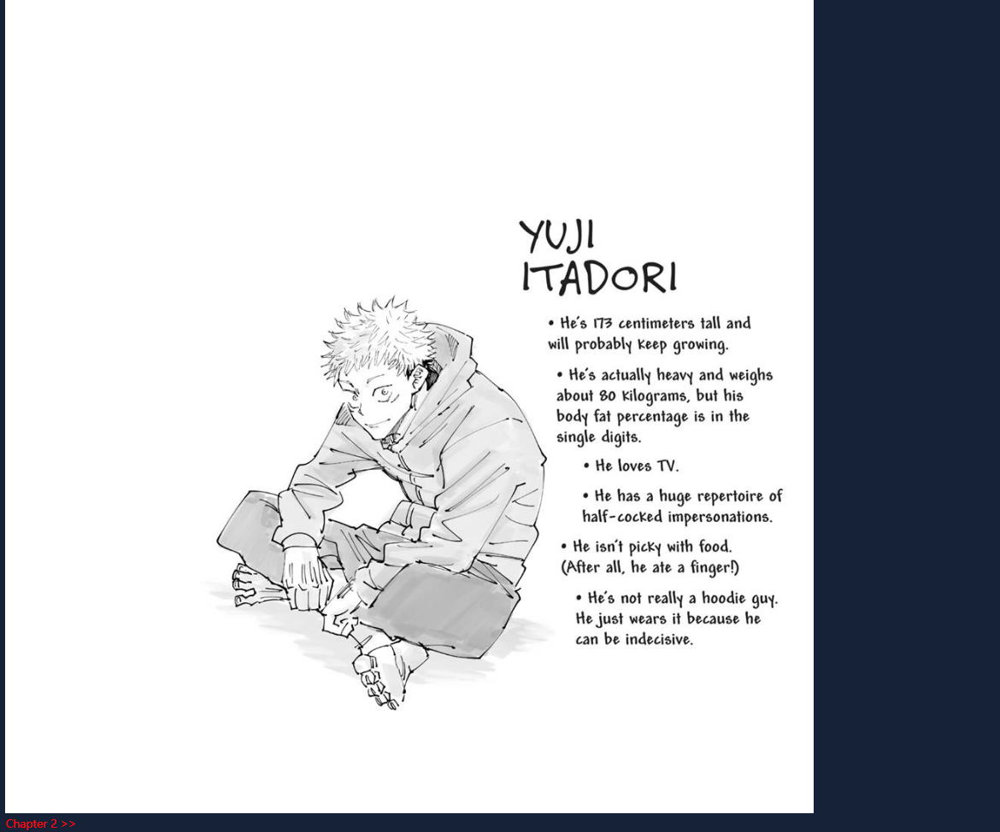 YUJI
ITADORI
• He's 173 centimeters tall and
will probably keep growing.
• He's actually heavy and weighs
about 80 kilograms, but his
body fat percentage is in the
single digits.
• He loves TV.
• He has a huge repertoire of
half-cocked impersonations.
• He isn't picky with food.
(After all, he ate a finger!)
• He's not really a hoodie guy.
He just wears it because he
can be indecisive.
Chapter 2 >>